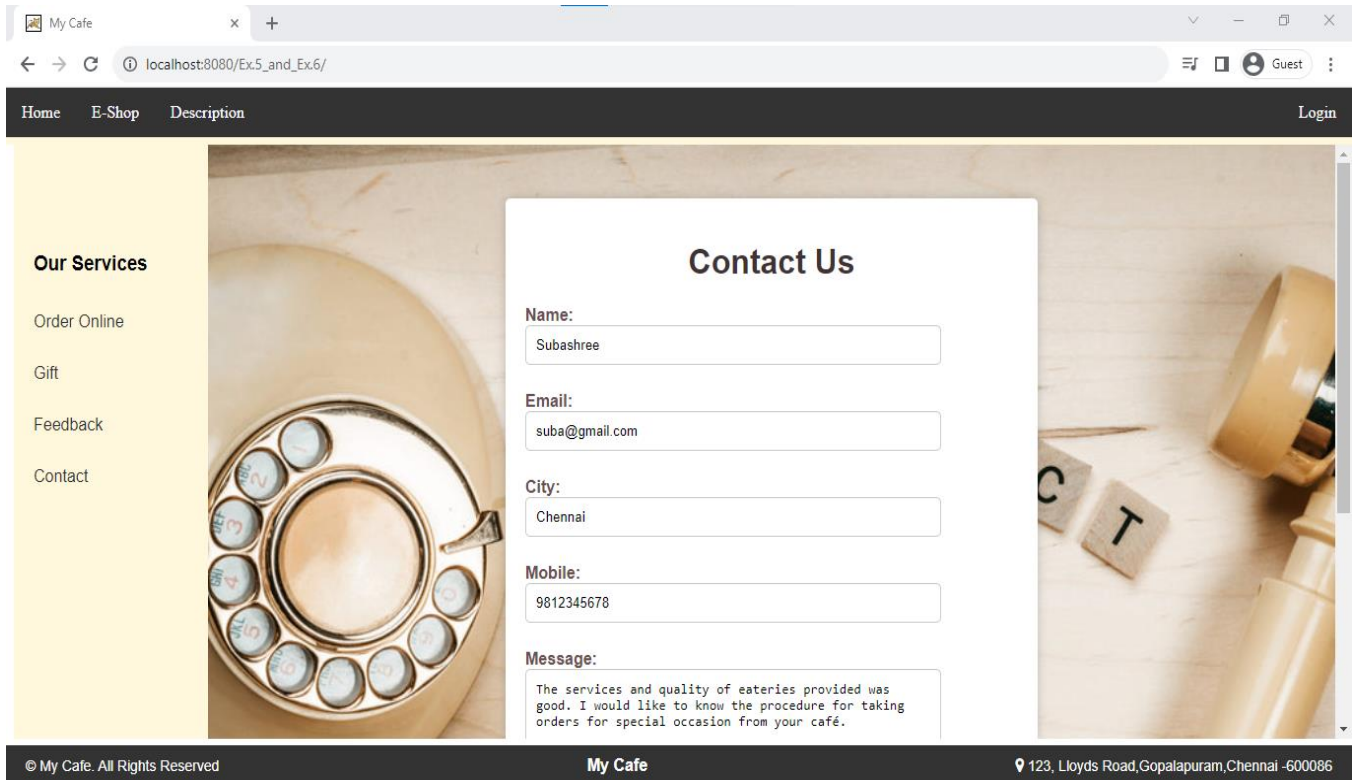 My Cafe
localhost:8080/Ex.5_and_Ex.6/
Guest
Home E-Shop Description Login
Our Services
Order Online
Gift
Feedback
Contact
Contact Us
Name:
Subashree
Email:
suba@gmail.com
City:
Chennai
Mobile:
9812345678
Message:
The services and quality of eateries provided was
good. I would like to know the procedure for taking
orders for special occasion from your café.
C T
© My Cafe. All Rights Reserved My Cafe 123, Lloyds Road,Gopalapuram,Chennai -600086